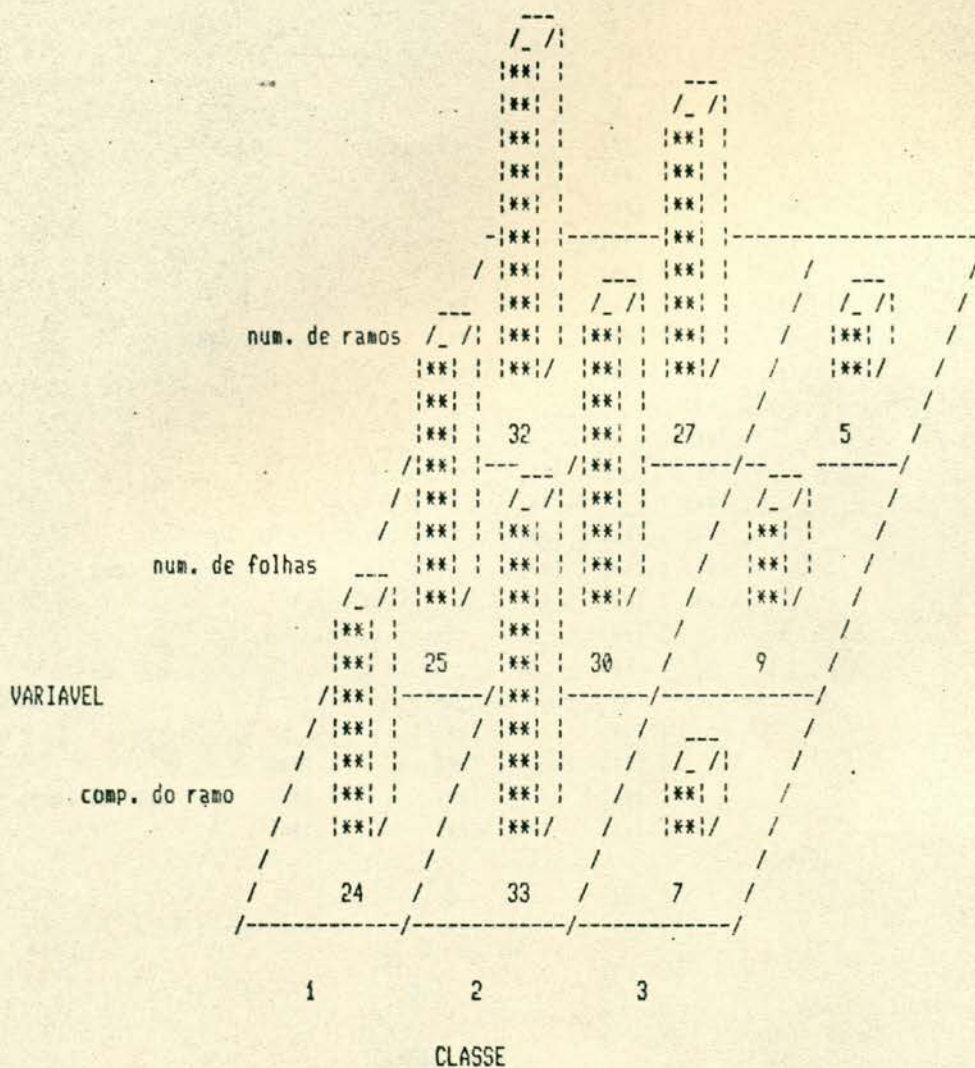 num. de ramos
32 27 5
num. de folhas
25 30 9
VARIAVEL
comp. do ramo
24 33 7
1 2 3
CLASSE